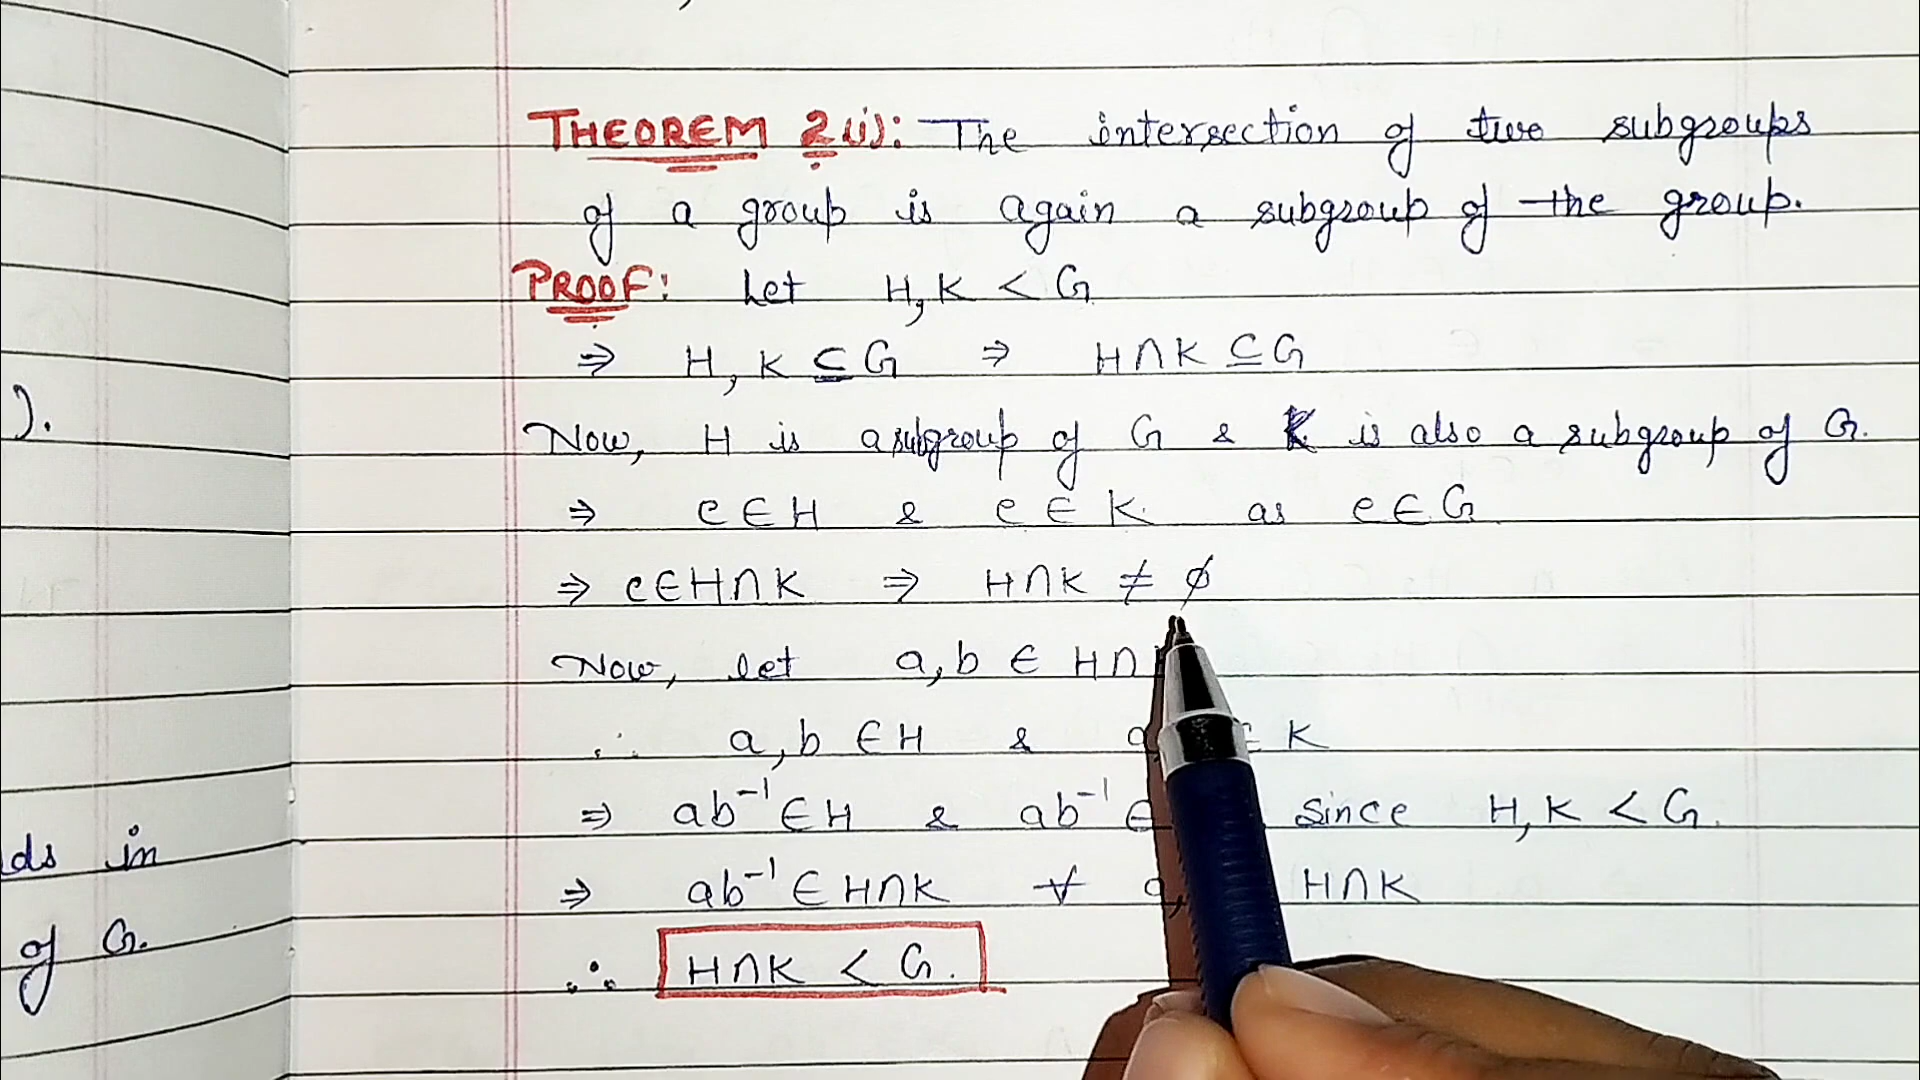 ).
ds in
of G.
THEOREM 2(i): The intersection of two subgroups
of a group is again a subgroup of the group.
PROOF: Let H, K < G
⇒ H, K ⊆ G ⇒ H∩K ⊆ G
Now, H is a subgroup of G & K is also a subgroup of G.
⇒ e∈H & e∈K as e∈G
⇒ e∈H∩K ⇒ H∩K ≠ ϕ
Now, let a,b ∈ H∩
∴ a,b ∈H & a ∈ K
⇒ ab⁻¹∈H & ab⁻¹∈ Since H,K < G.
⇒ ab⁻¹∈H∩K ∀ a, H∩K
∴ H∩K < G.